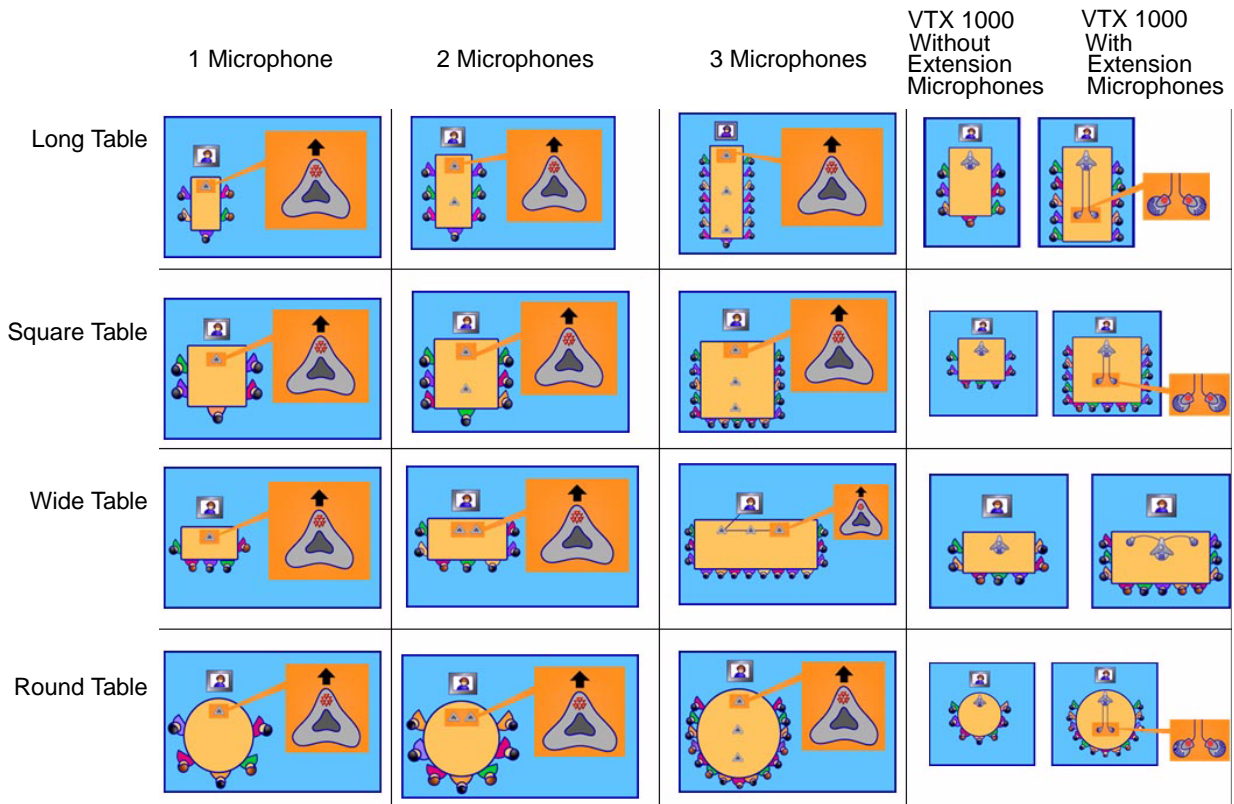 1 Microphone
2 Microphones
3 Microphones
VTX 1000
Without
Extension
Microphones
VTX 1000
With
Extension
Microphones
Long Table
Square Table
Wide Table
Round Table